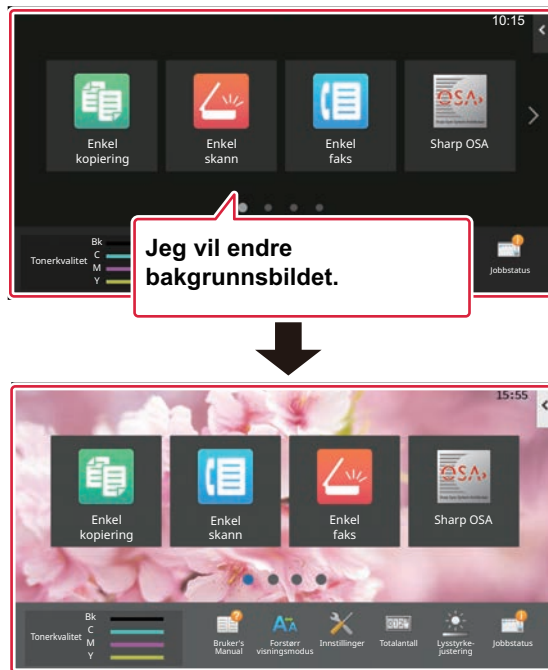 10:15
Enkel
kopiering
Enkel
skann
Enkel
faks
Sharp OSA
Jeg vil endre
bakgrunnsbildet.
Tonerkvalitet
Bk
C
M
Y
Jobbstatus
15:55
Enkel
kopiering
Enkel
skann
Enkel
faks
Sharp OSA
Tonerkvalitet
Bk
C
M
Y
Bruker's
Manual
Forstørr
visningsmodus
Innstillinger
Totalantall
Lysstyrke-
justering
Jobbstatus